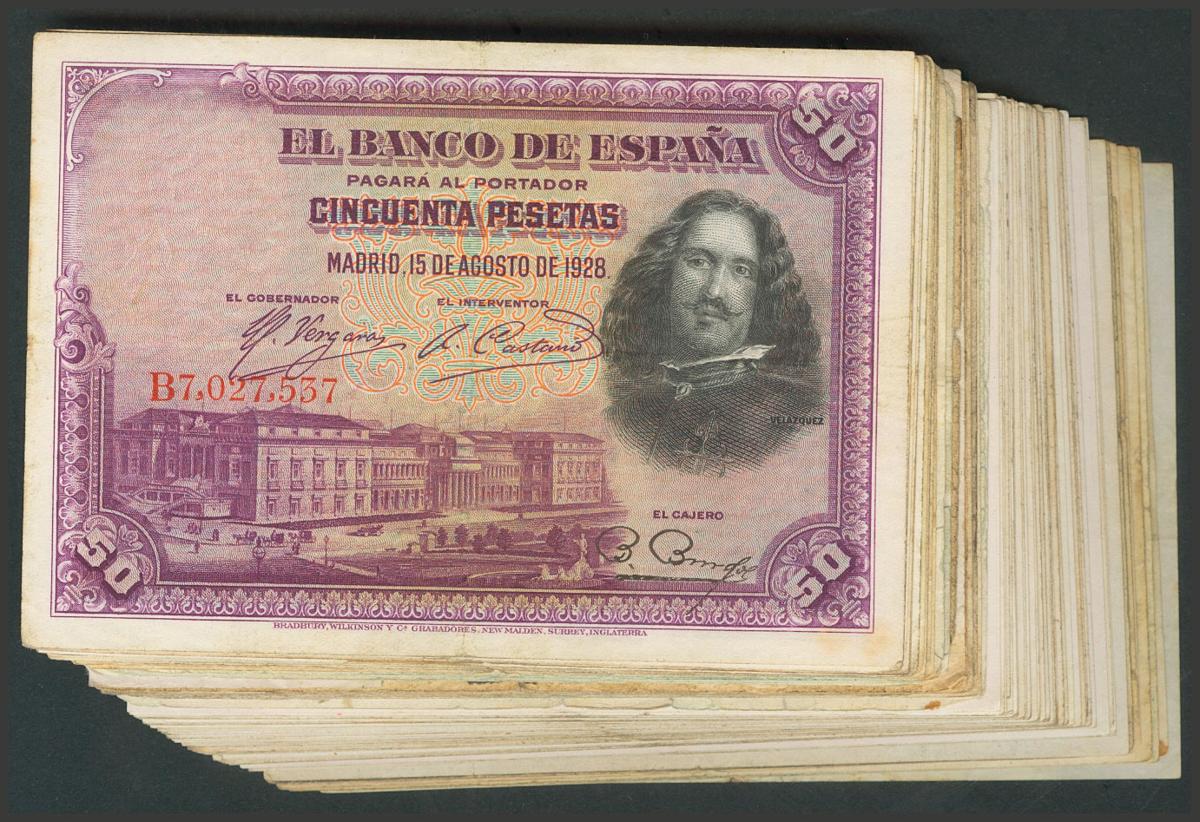 50
EL BANCO DE ESPAÑA
PAGARÁ AL PORTADOR
CINCUENTA PESETAS
MADRID, 15 DE AGOSTO DE 1928.
EL GOBERNADOR EL INTERVENTOR
B7,027,537
VELAZQUEZ
EL CAJERO
50 50
BRADBURY, WILKINSON Y Cª GRABADORES, NEW MALDEN, SURREY, INGLATERRA